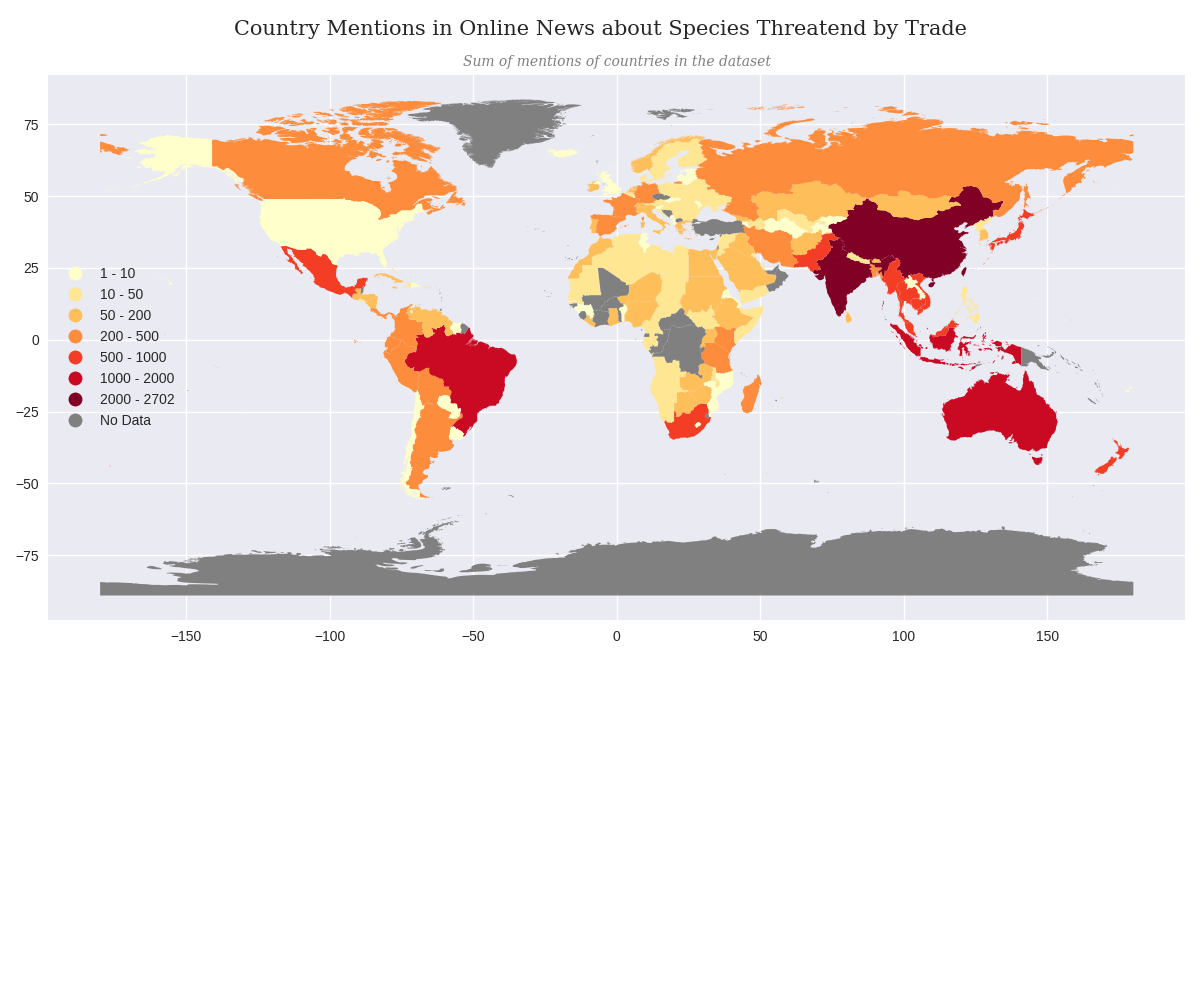 Country Mentions in Online News about Species Threatend by Trade
Sum of mentions of countries in the dataset
75
50
25
0
−25
−50
−75
1 - 10
10 - 50
50 - 200
200 - 500
500 - 1000
1000 - 2000
2000 - 2702
No Data
−150
−100
−50
0
50
100
150